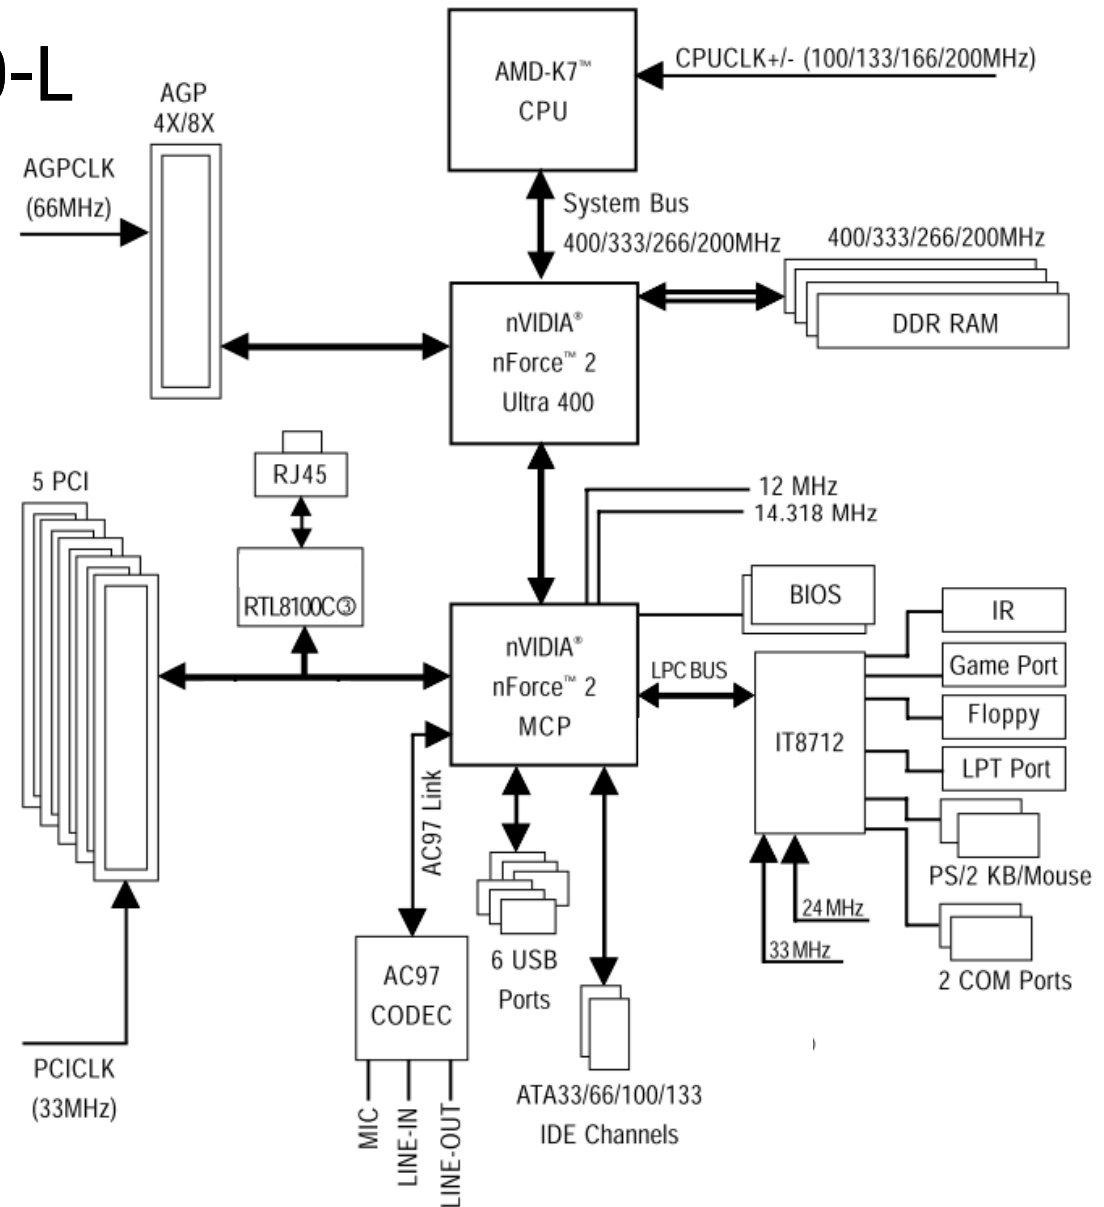 -L
AMD-K7™
CPU
CPUCLK+/- (100/133/166/200MHz)
AGP
4X/8X
AGPCLK
(66MHz)
System Bus
400/333/266/200MHz
400/333/266/200MHz
DDR RAM
nVIDIA®
nForce™ 2
Ultra 400
RJ45
5 PCI
12 MHz
14.318 MHz
RTL8100C③
BIOS
IR
nVIDIA®
nForce™ 2
MCP
LPC BUS
Game Port
Floppy
IT8712
LPT Port
AC97 Link
PS/2 KB/Mouse
24 MHz
33 MHz
6 USB
Ports
2 COM Ports
AC97
CODEC
PCICLK
(33MHz)
MIC
LINE-IN
LINE-OUT
ATA33/66/100/133
IDE Channels